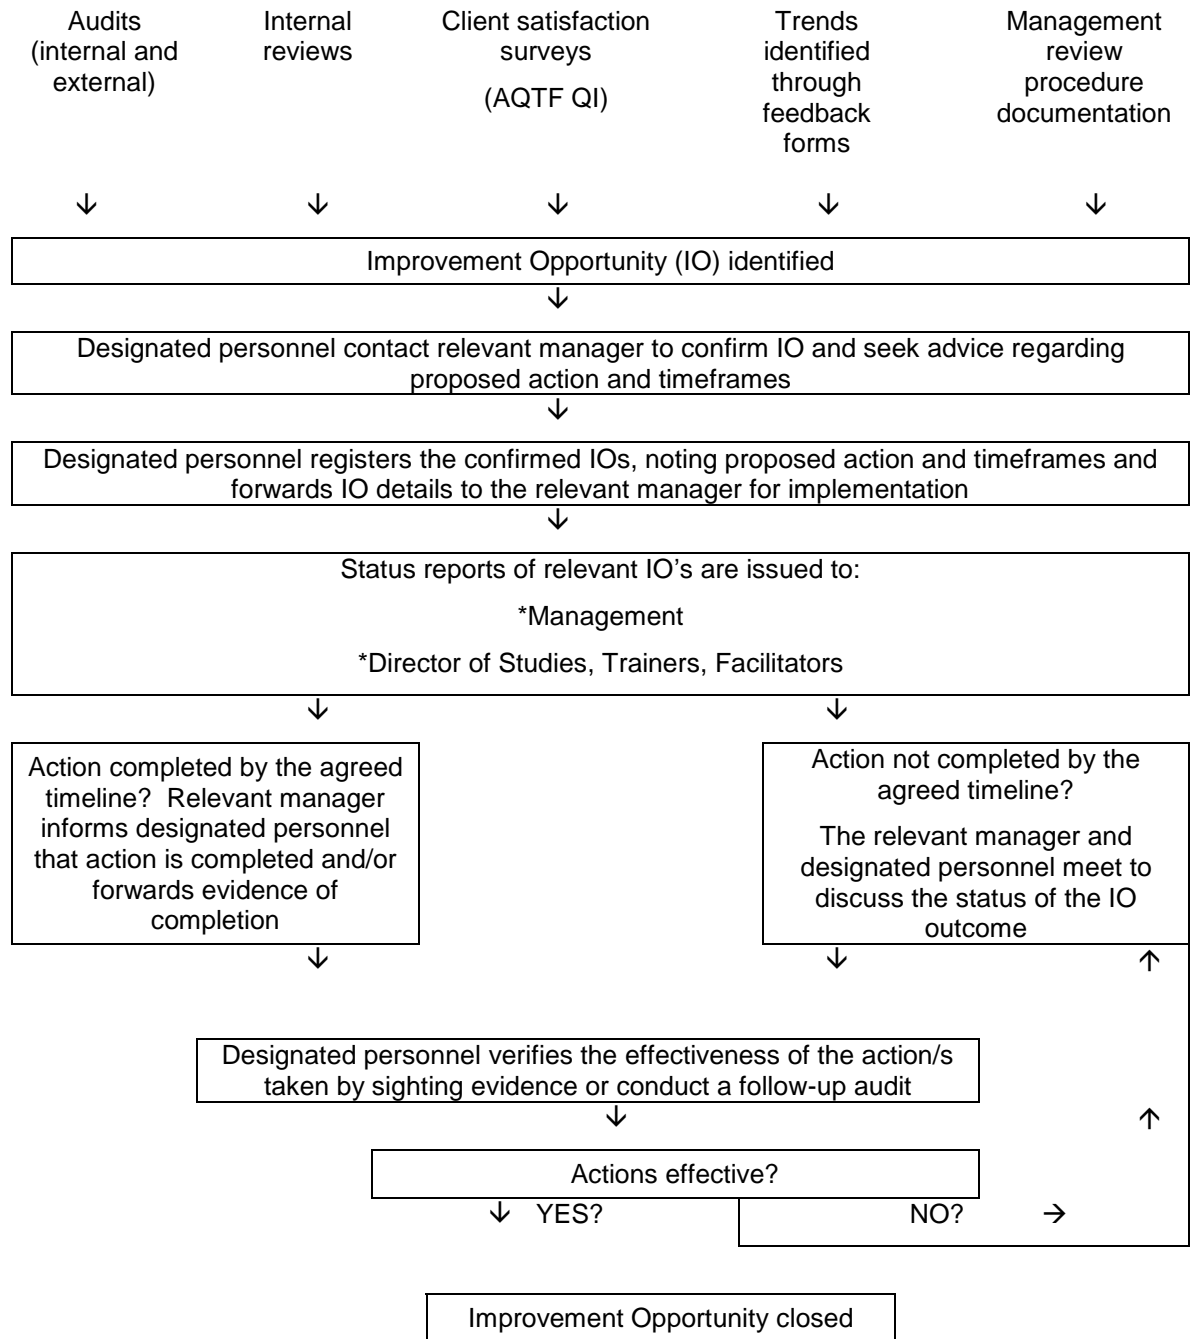 Audits
(internal and
external)
Internal
reviews
Client satisfaction
surveys
(AQTF QI)
Trends
identified
through
feedback
forms
Management
review
procedure
documentation
Improvement Opportunity (IO) identified
Designated personnel contact relevant manager to confirm IO and seek advice regarding
proposed action and timeframes
Designated personnel registers the confirmed IOs, noting proposed action and timeframes and
forwards IO details to the relevant manager for implementation
Status reports of relevant IO's are issued to:
*Management
*Director of Studies, Trainers, Facilitators
Action completed by the agreed
timeline? Relevant manager
informs designated personnel
that action is completed and/or
forwards evidence of
completion
Action not completed by the
agreed timeline?
The relevant manager and
designated personnel meet to
discuss the status of the IO
outcome
Designated personnel verifies the effectiveness of the action/s
taken by sighting evidence or conduct a follow-up audit
Actions effective?
YES?
NO?
Improvement Opportunity closed